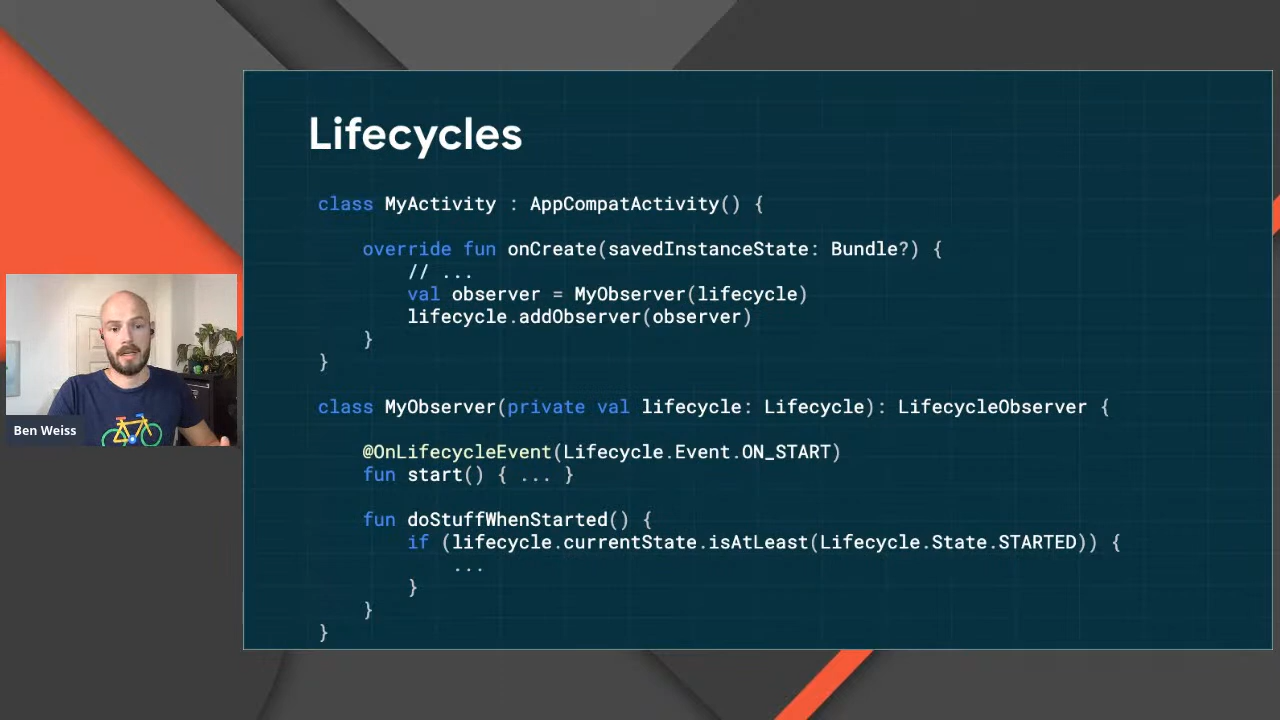 Lifecycles
class MyActivity : AppCompatActivity() {
override fun onCreate(savedInstanceState: Bundle?) {
// ...
val observer = MyObserver(lifecycle)
lifecycle.addObserver(observer)
}
}
class MyObserver(private val lifecycle: Lifecycle): LifecycleObserver {
@OnLifecycleEvent(Lifecycle.Event.ON_START)
fun start() { ... }
fun doStuffWhenStarted() {
if (lifecycle.currentState.isAtLeast(Lifecycle.State.STARTED)) {
...
}
}
}
Ben Weiss